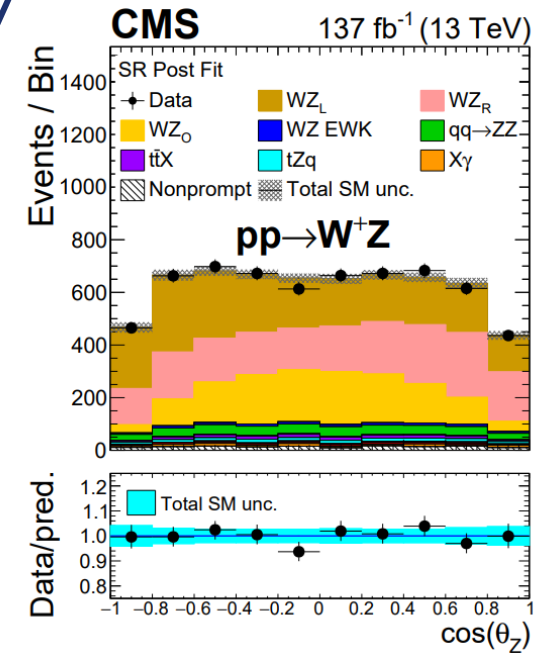 CMS 137 fb⁻¹ (13 TeV)
SR Post Fit
Data WZ_L WZ_R
WZ_O WZ EWK qq→ZZ
tt̄X tZq Xγ
Nonprompt Total SM unc.
pp→W⁺Z
Events / Bin
1400
1200
1000
800
600
400
200
0
Total SM unc.
Data/pred.
1.2
1.1
1.0
0.9
0.8
−1 −0.8 −0.6 −0.4 −0.2 0 0.2 0.4 0.6 0.8 1
cos(θ_Z)